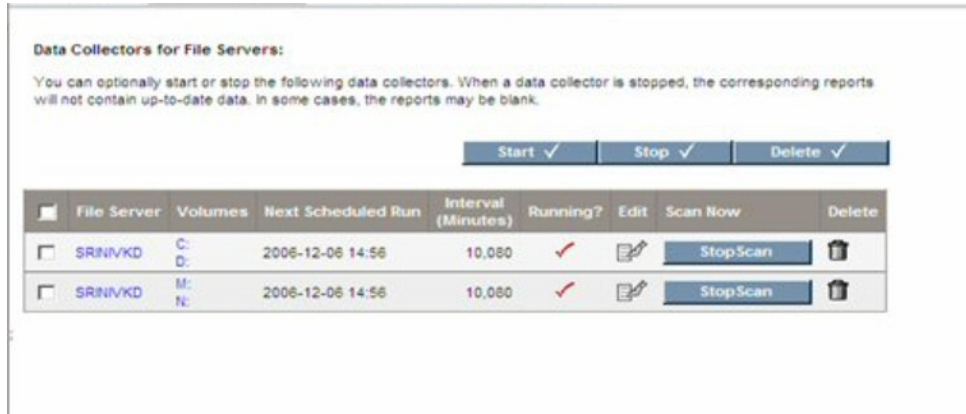 Data Collectors for File Servers:
You can optionally start or stop the following data collectors. When a data collector is stopped, the corresponding reports
will not contain up-to-date data. In some cases, the reports may be blank.
Start Stop Delete
File Server Volumes Next Scheduled Run Interval (Minutes) Running? Edit Scan Now Delete
SRINIVKD C: D: 2006-12-06 14:56 10,080 StopScan
SRINIVKD M: N: 2006-12-06 14:56 10,080 StopScan